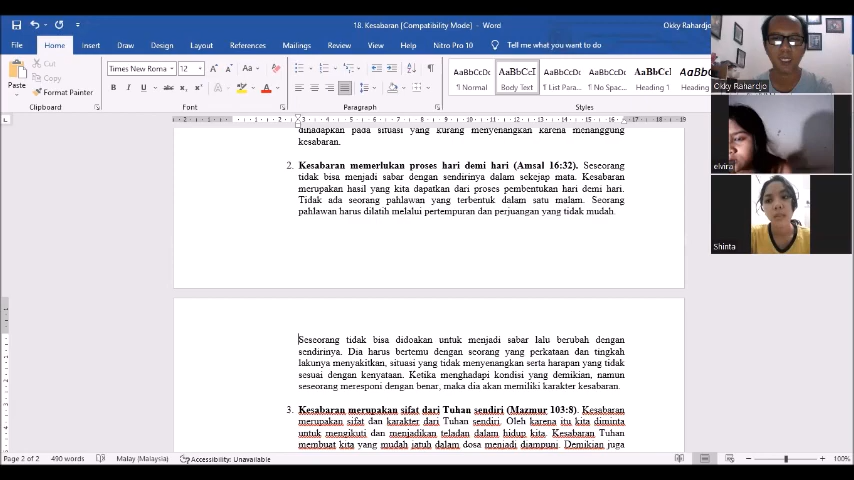 18. Kesabaran [Compatibility Mode] - Word
Okky Rahardjo
File Home Insert Draw Design Layout References Mailings Review View Help Nitro Pro 10 Tell me what you want to do
Paste
Cut
Copy
Format Painter
Clipboard
Times New Roma 12
Font
Paragraph
AaBbCcDc AaBbCcI AaBbCcDc AaBbCcDc AaBbCcI AaBbCcD
¶ Normal Body Text ¶ List Para... ¶ No Spac... Heading 1 Heading 2
Styles
dihadapkan pada situasi yang kurang menyenangkan karena menanggung
kesabaran.
2. Kesabaran memerlukan proses hari demi hari (Amsal 16:32). Seseorang
tidak bisa menjadi sabar dengan sendirinya dalam sekejap mata. Kesabaran
merupakan hasil yang kita dapatkan dari proses pembentukan hari demi hari.
Tidak ada seorang pahlawan yang terbentuk dalam satu malam. Seorang
pahlawan harus dilatih melalui pertempuran dan perjuangan yang tidak mudah.
Seseorang tidak bisa didoakan untuk menjadi sabar lalu berubah dengan
sendirinya. Dia harus bertemu dengan seorang yang perkataan dan tingkah
lakunya menyakitkan, situasi yang tidak menyenangkan serta harapan yang tidak
sesuai dengan kenyataan. Ketika menghadapi kondisi yang demikian, namun
seseorang meresponi dengan benar, maka dia akan memiliki karakter kesabaran.
3. Kesabaran merupakan sifat dari Tuhan sendiri (Mazmur 103:8). Kesabaran
merupakan sifat dan karakter dari Tuhan sendiri. Oleh karena itu kita diminta
untuk mengikuti dan menjadikan teladan dalam hidup kita. Kesabaran Tuhan
membuat kita yang mudah jatuh dalam dosa menjadi diampuni. Demikian juga
Okky Rahardjo
elvira
Shinta
Page 2 of 2 490 words Malay (Malaysia) Accessibility: Unavailable 100%